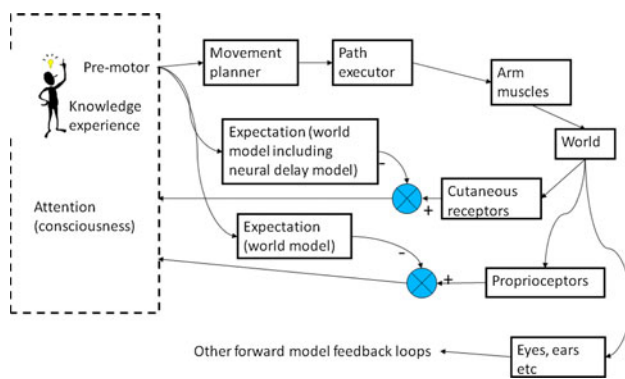 Pre-motor
Knowledge
experience
Attention
(consciousness)
Movement
planner
Path
executor
Arm
muscles
World
Expectation (world
model including
neural delay model)
-
+
Cutaneous
receptors
Expectation
(world model)
-
+
Proprioceptors
Other forward model feedback loops
Eyes, ears
etc